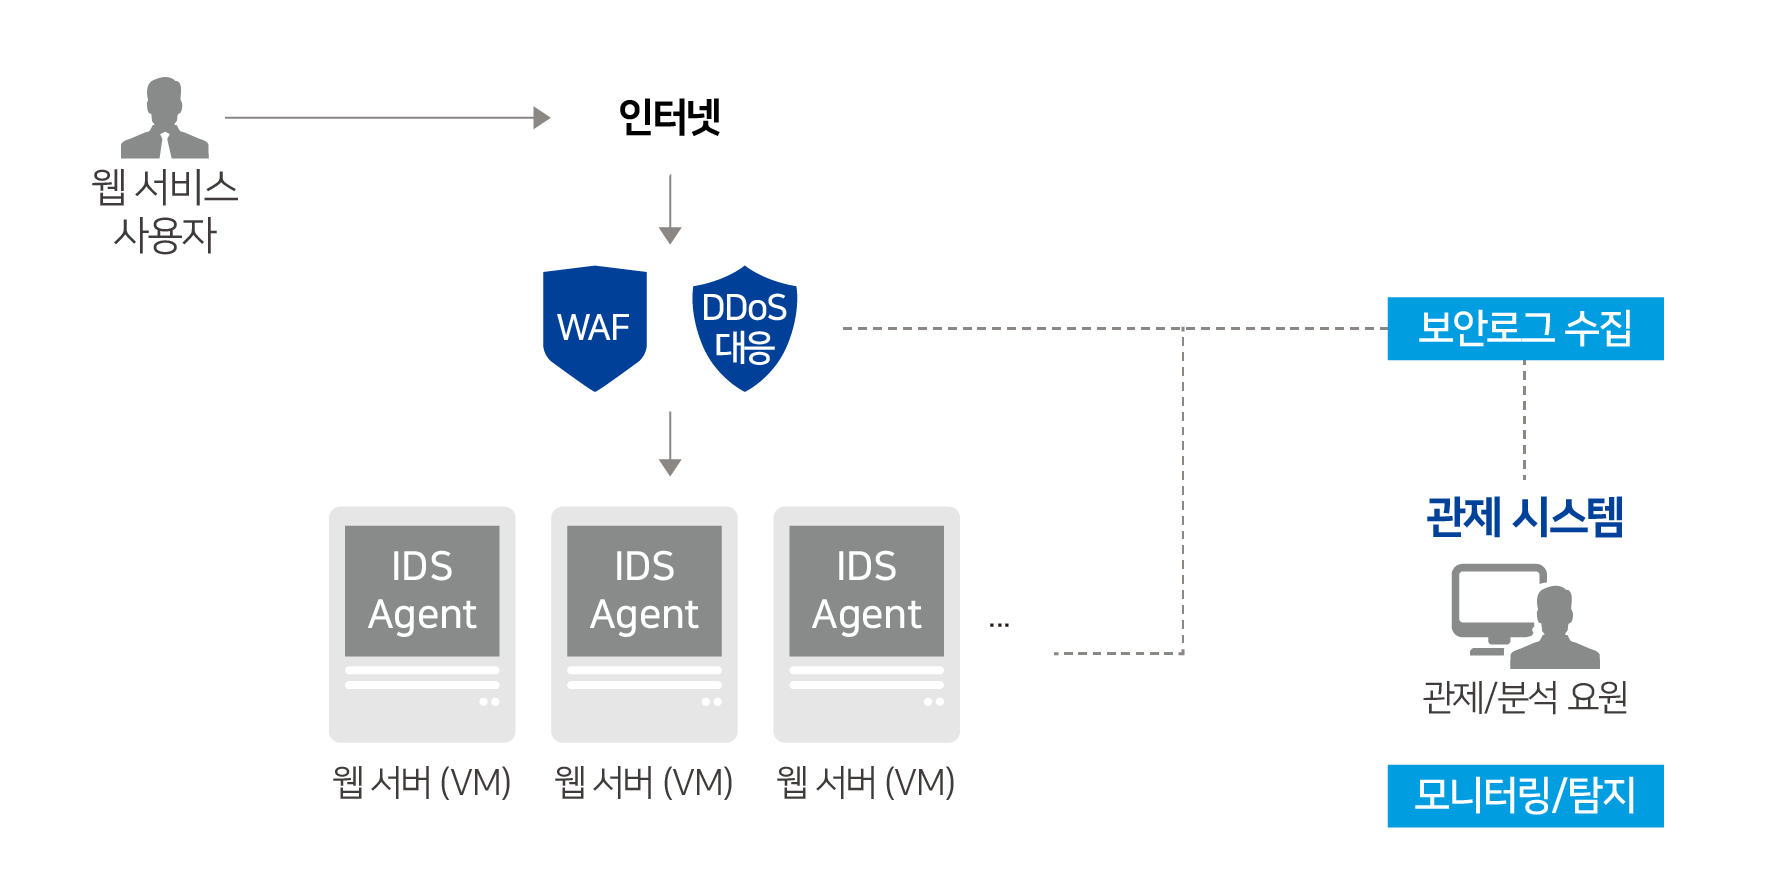 웹 서비스
사용자
인터넷
WAF
DDoS
대응
보안로그 수집
IDS
Agent
IDS
Agent
IDS
Agent
...
웹 서버 (VM)
웹 서버 (VM)
웹 서버 (VM)
관제 시스템
관제/분석 요원
모니터링/탐지